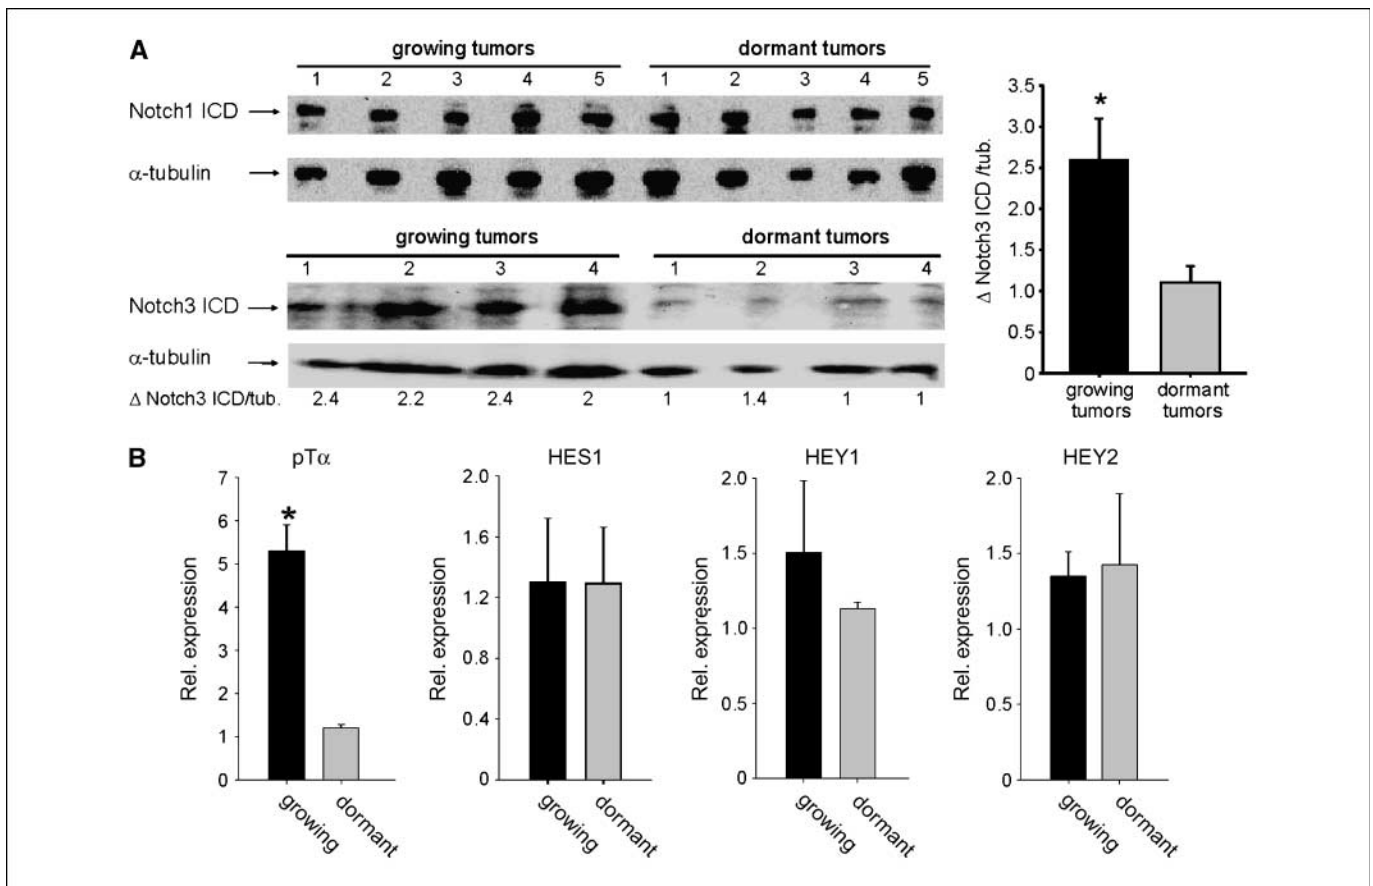 A
growing tumors
dormant tumors
1 2 3 4 5 1 2 3 4 5
Notch1 ICD
α-tubulin
growing tumors
dormant tumors
1 2 3 4 1 2 3 4
Notch3 ICD
α-tubulin
Δ Notch3 ICD/tub. 2.4 2.2 2.4 2 1 1.4 1 1
Δ Notch3 ICD /tub.
3.5
3.0
2.5
2.0
1.5
1.0
0.5
0
*
growing
tumors
dormant
tumors
B
pTα
Rel. expression
7
6
5
4
3
2
1
0
*
growing
dormant
HES1
Rel. expression
2.0
1.6
1.2
0.8
0.4
0
growing
dormant
HEY1
Rel. expression
2.0
1.5
1.0
0.5
0
growing
dormant
HEY2
Rel. expression
2.0
1.5
1.0
0.5
0
growing
dormant